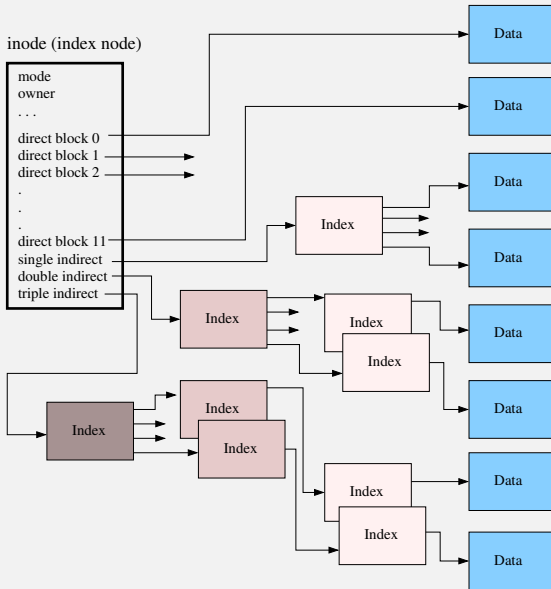 inode (index node)
mode
owner
. . .
direct block 0
direct block 1
direct block 2
.
.
.
direct block 11
single indirect
double indirect
triple indirect
Data
Data
Data
Index
Data
Index
Index
Index
Data
Data
Index
Index
Index
Index
Index
Data
Data